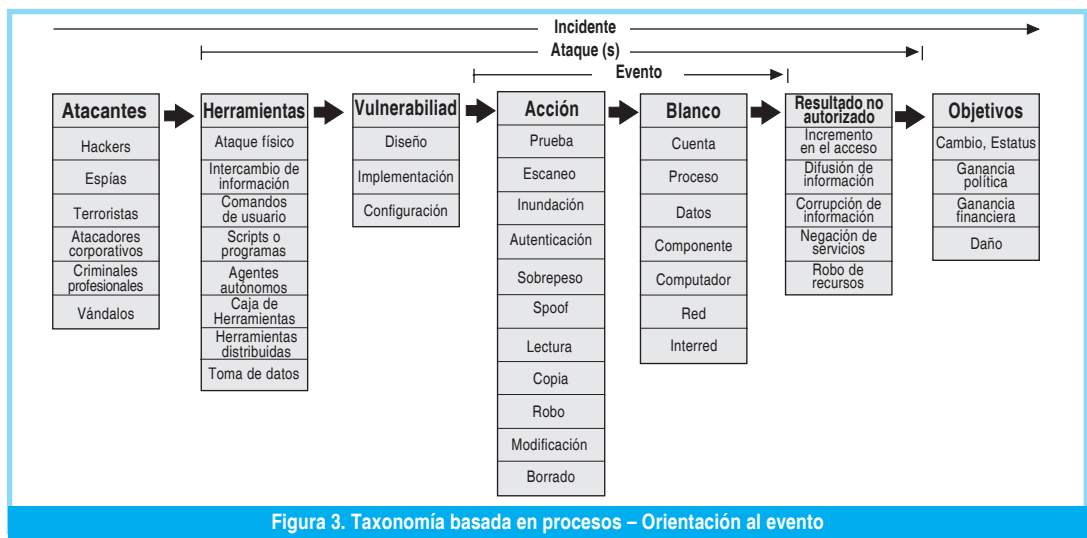 Incidente
Ataque (s)
Evento
Atacantes
Hackers
Espías
Terroristas
Atacadores
corporativos
Criminales
profesionales
Vándalos
Herramientas
Ataque físico
Intercambio de
información
Comandos
de usuario
Scripts o
programas
Agentes
autónomos
Caja de
Herramientas
Herramientas
distribuidas
Toma de datos
Vulnerabiliad
Diseño
Implementación
Configuración
Acción
Prueba
Escaneo
Inundación
Autenticación
Sobrepeso
Spoof
Lectura
Copia
Robo
Modificación
Borrado
Blanco
Cuenta
Proceso
Datos
Componente
Computador
Red
Interred
Resultado no
autorizado
Incremento
en el acceso
Difusión de
información
Corrupción de
información
Negación de
servicios
Robo de
recursos
Objetivos
Cambio, Estatus
Ganancia
política
Ganancia
financiera
Daño
Figura 3. Taxonomía basada en procesos – Orientación al evento